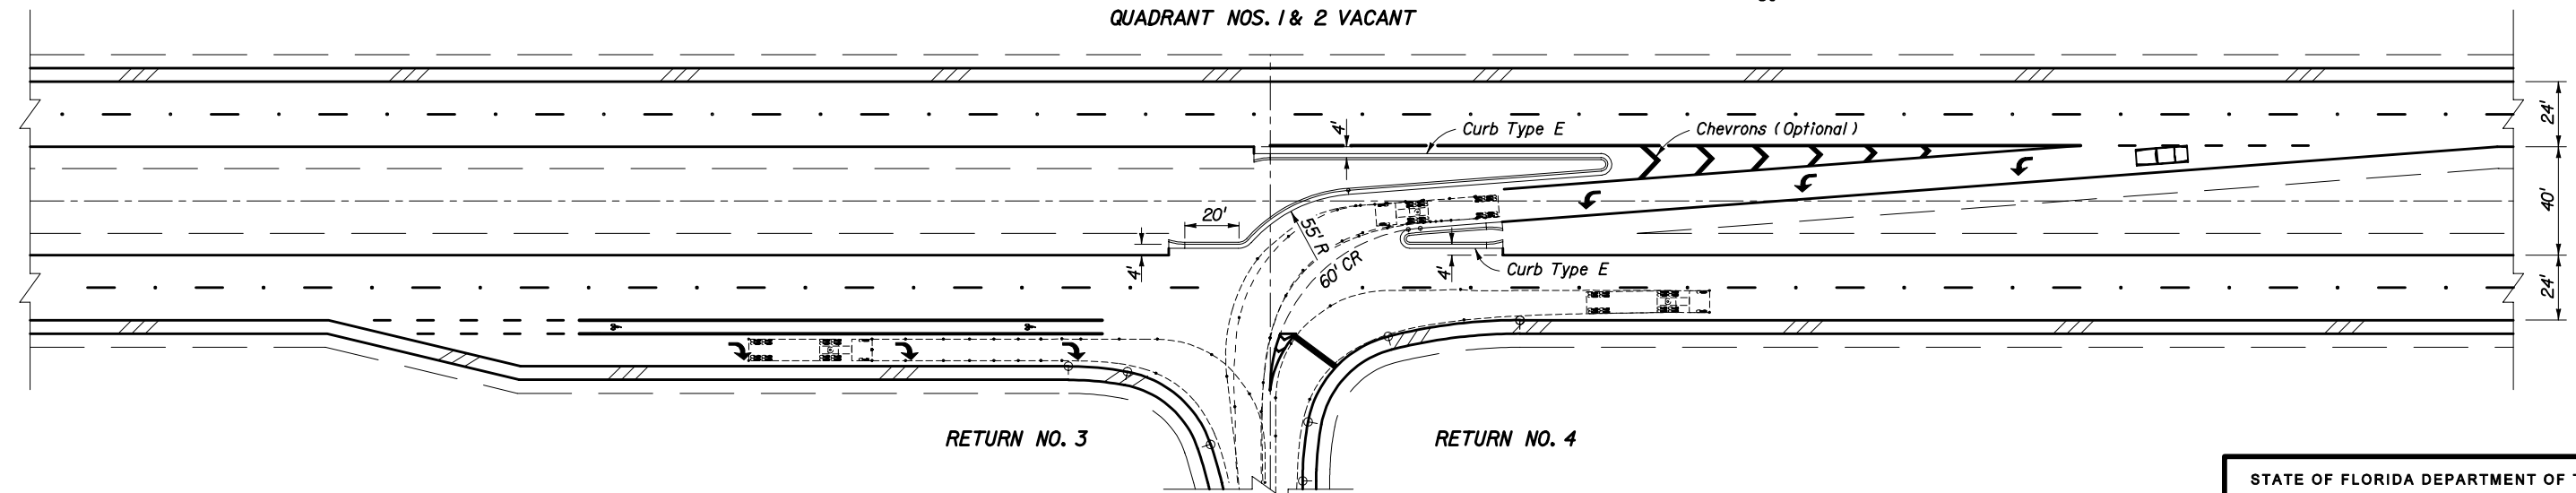 QUADRANT NOS. 1 & 2 VACANT
24'
4'
Curb Type E
Chevrons (Optional)
20'
55' R
60' CR
40'
4'
4'
Curb Type E
24'
RETURN NO. 3
RETURN NO. 4
STATE OF FLORIDA DEPARTMENT OF